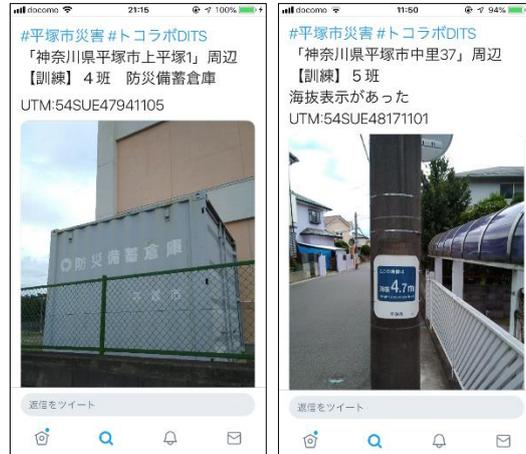 docomo 21:15 100%
#平塚市災害 #トコラボDITS
「神奈川県平塚市上平塚1」周辺
【訓練】４班　防災備蓄倉庫
UTM:54SUE47941105
防災備蓄倉庫
返信をツイート
docomo 11:50 94%
#平塚市災害 #トコラボDITS
「神奈川県平塚市中里37」周辺
【訓練】５班
海抜表示があった
UTM:54SUE48171101
海抜4.7m
返信をツイート